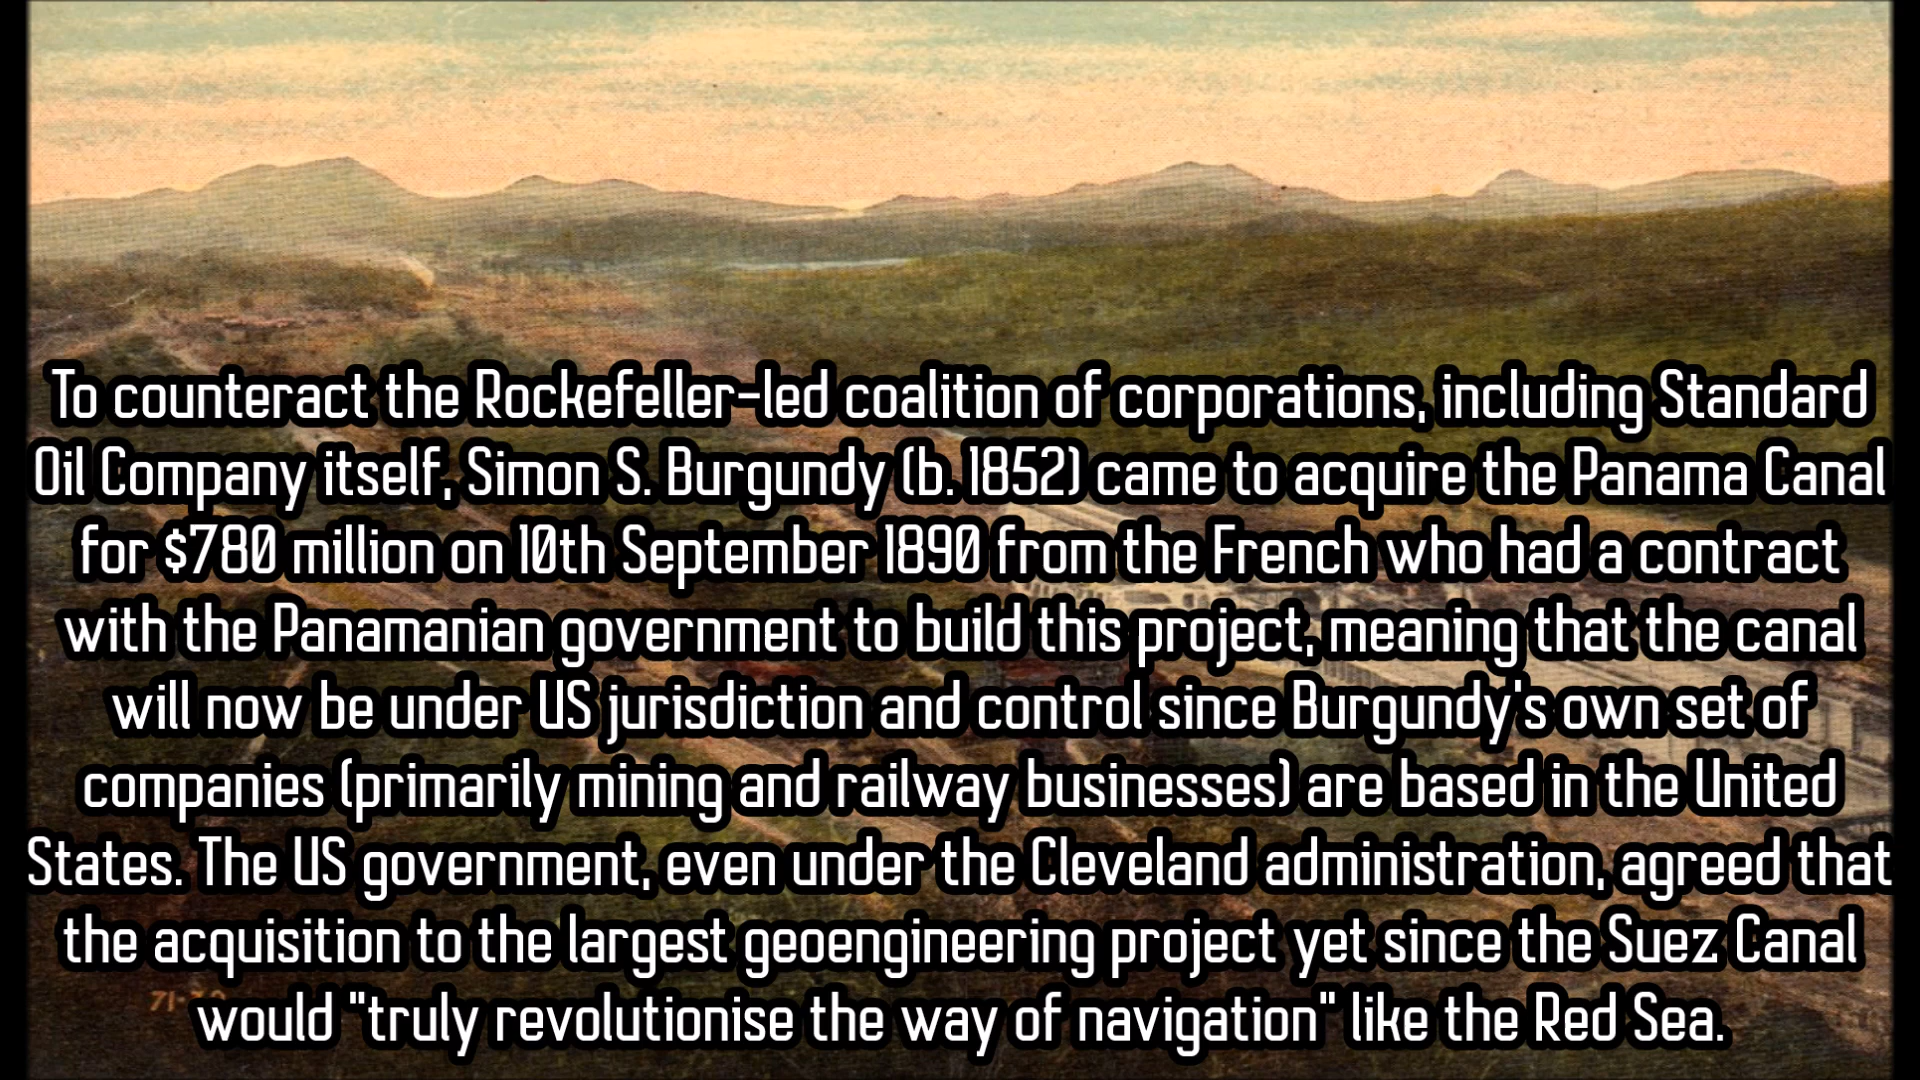 To counteract the Rockefeller-led coalition of corporations, including Standard
Oil Company itself, Simon S. Burgundy (b. 1852) came to acquire the Panama Canal
for $780 million on 10th September 1890 from the French who had a contract
with the Panamanian government to build this project, meaning that the canal
will now be under US jurisdiction and control since Burgundy's own set of
companies (primarily mining and railway businesses) are based in the United
States. The US government, even under the Cleveland administration, agreed that
the acquisition to the largest geoengineering project yet since the Suez Canal
would "truly revolutionise the way of navigation" like the Red Sea.